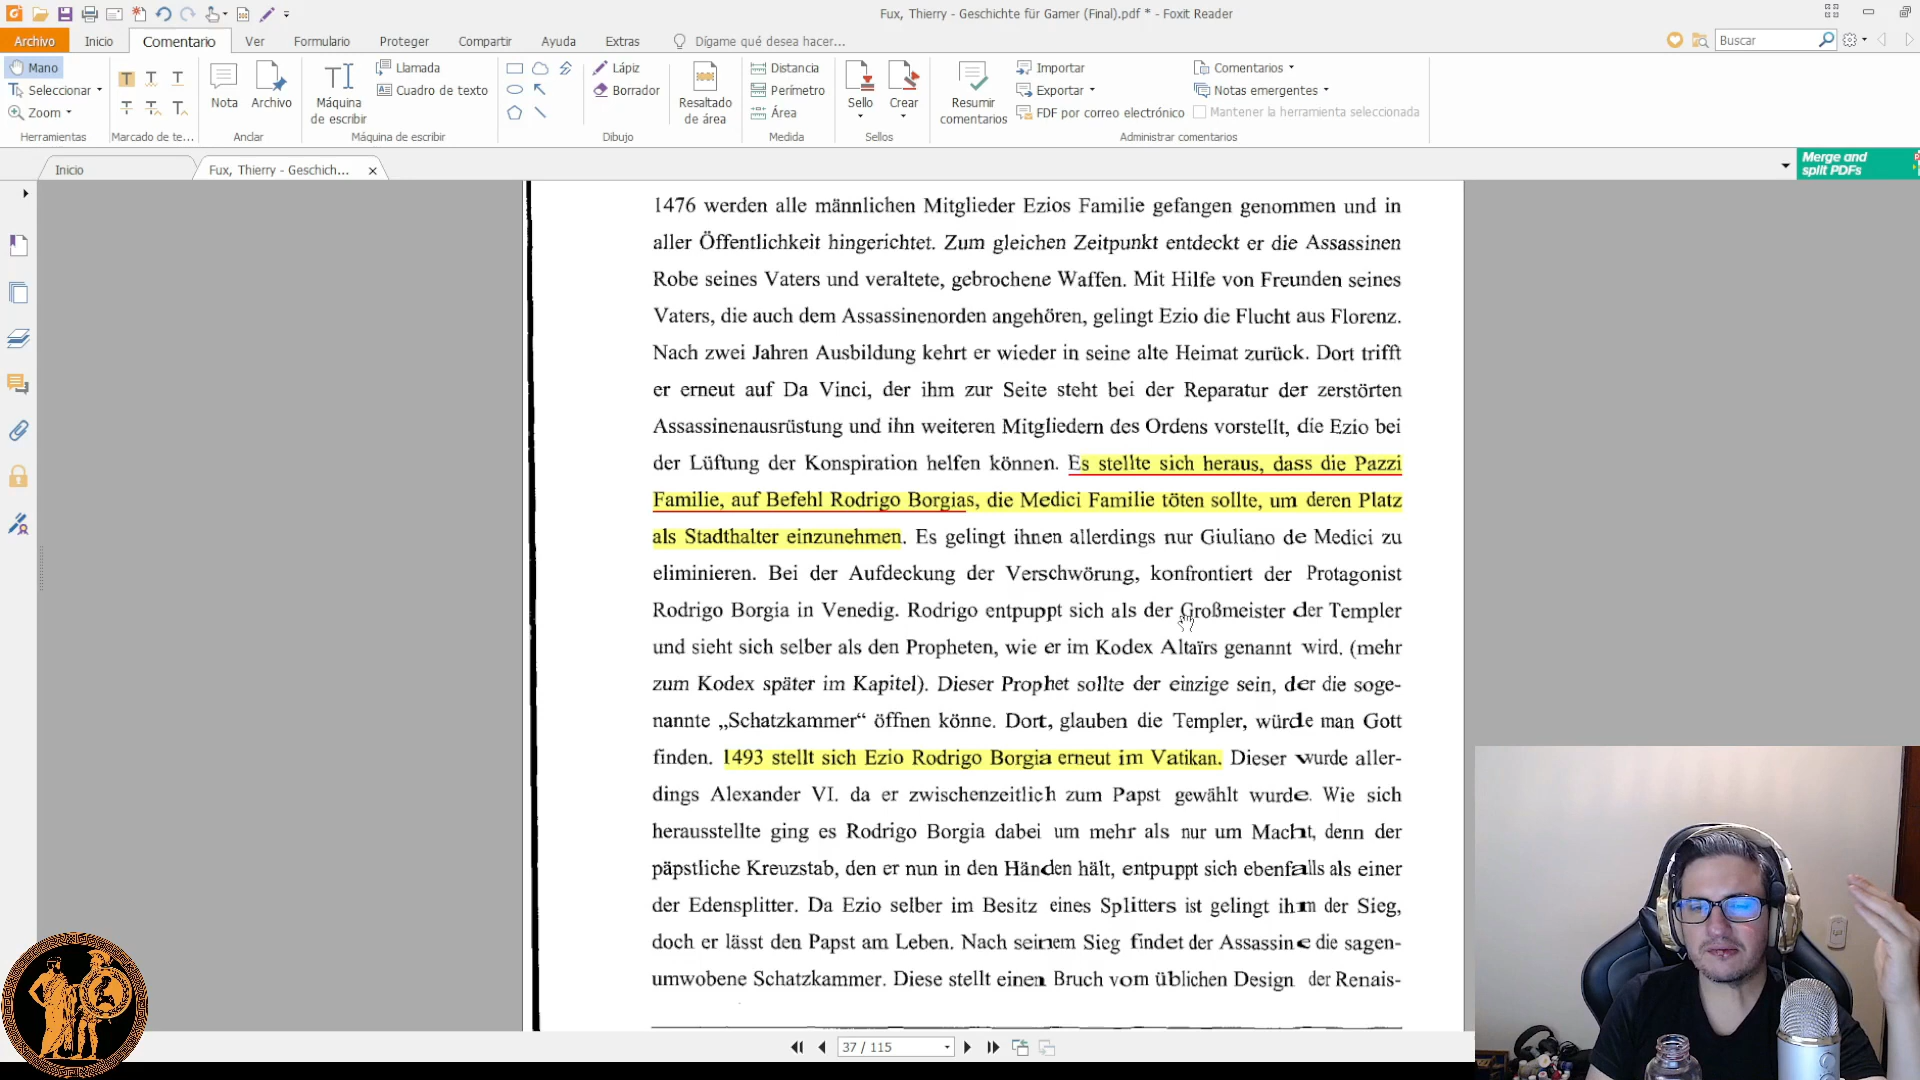 Fux, Thierry - Geschichte für Gamer (Final).pdf * - Foxit Reader
Archivo Inicio Comentario Ver Formulario Proteger Compartir Ayuda Extras Dígame qué desea hacer... Buscar
Mano
Seleccionar
Zoom
Herramientas
Marcado de te...
Nota
Archivo
Anclar
Máquina
de escribir
Llamada
Cuadro de texto
Máquina de escribir
Lápiz
Borrador
Dibujo
Resaltado
de área
Distancia
Perímetro
Área
Medida
Sello
Crear
Sellos
Resumir
comentarios
Importar
Exportar
FDF por correo electrónico
Comentarios
Notas emergentes
Mantener la herramienta seleccionada
Administrar comentarios
Inicio
Fux, Thierry - Geschich...
Merge and
split PDFs
1476 werden alle männlichen Mitglieder Ezios Familie gefangen genommen und in
aller Öffentlichkeit hingerichtet. Zum gleichen Zeitpunkt entdeckt er die Assassinen
Robe seines Vaters und veraltete, gebrochene Waffen. Mit Hilfe von Freunden seines
Vaters, die auch dem Assassinenorden angehören, gelingt Ezio die Flucht aus Florenz.
Nach zwei Jahren Ausbildung kehrt er wieder in seine alte Heimat zurück. Dort trifft
er erneut auf Da Vinci, der ihm zur Seite steht bei der Reparatur der zerstörten
Assassinenausrüstung und ihn weiteren Mitgliedern des Ordens vorstellt, die Ezio bei
der Lüftung der Konspiration helfen können. Es stellte sich heraus, dass die Pazzi
Familie, auf Befehl Rodrigo Borgias, die Medici Familie töten sollte, um deren Platz
als Stadthalter einzunehmen. Es gelingt ihnen allerdings nur Giuliano de Medici zu
eliminieren. Bei der Aufdeckung der Verschwörung, konfrontiert der Protagonist
Rodrigo Borgia in Venedig. Rodrigo entpuppt sich als der Großmeister der Templer
und sieht sich selber als den Propheten, wie er im Kodex Altaïrs genannt wird. (mehr
zum Kodex später im Kapitel). Dieser Prophet sollte der einzige sein, der die soge-
nannte „Schatzkammer“ öffnen könne. Dort, glauben die Templer, würde man Gott
finden. 1493 stellt sich Ezio Rodrigo Borgia erneut im Vatikan. Dieser wurde aller-
dings Alexander VI. da er zwischenzeitlich zum Papst gewählt wurde. Wie sich
herausstellte ging es Rodrigo Borgia dabei um mehr als nur um Macht, denn der
päpstliche Kreuzstab, den er nun in den Händen hält, entpuppt sich ebenfalls als einer
der Edensplitter. Da Ezio selber im Besitz eines Splitters ist gelingt ihm der Sieg,
doch er lässt den Papst am Leben. Nach seinem Sieg findet der Assassine die sagen-
umwobene Schatzkammer. Diese stellt einen Bruch vom üblichen Design der Renais-
37 / 115